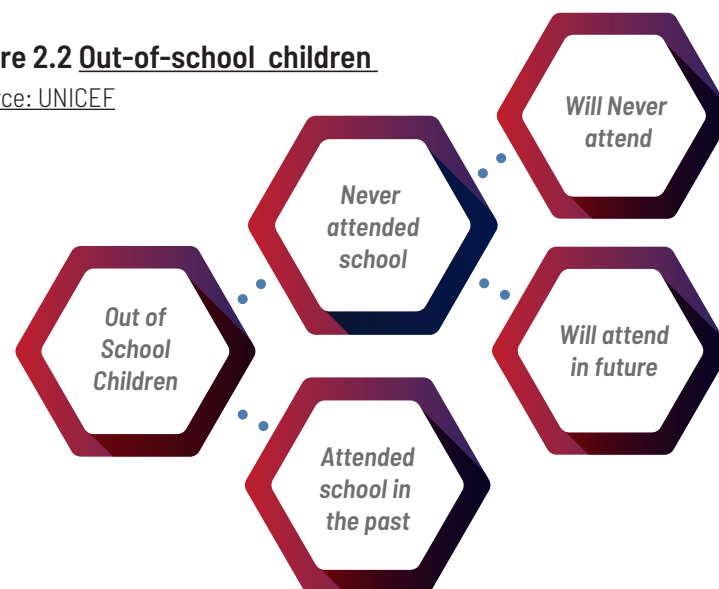 re 2.2 Out-of-school children
rce: UNICEF
Will Never
attend
Never
attended
school
Out of
School
Children
Will attend
in future
Attended
school in
the past